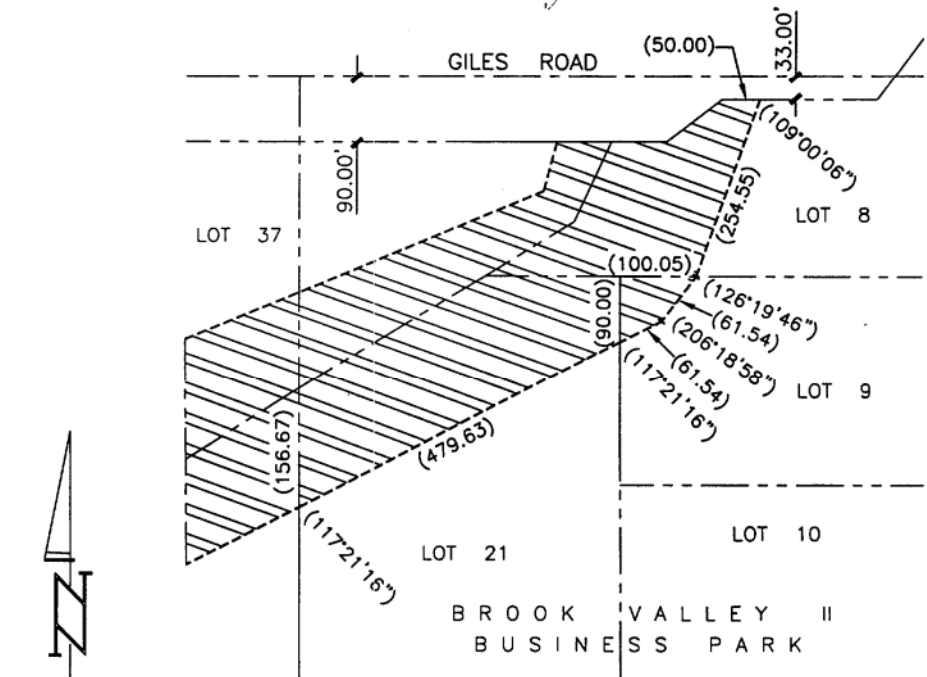 (50.00)
33.00'
GILES ROAD
(109°00'06")
90.00'
(254.55)
LOT 8
LOT 37
(100.05)
(126°19'46")
(90.00)
(61.54)
(206°18'58")
(61.54)
(117°21'16")
LOT 9
(156.67)
(479.63)
(117°21'16")
LOT 10
LOT 21
N
BROOK VALLEY II
BUSINESS PARK